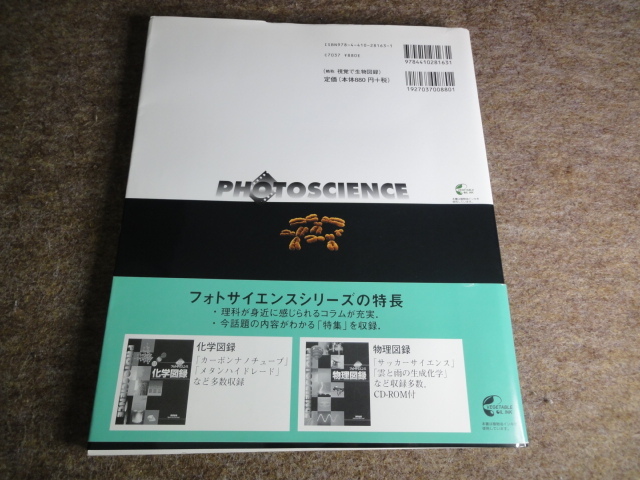 ISBN978-4-410-28163-1
C7037 ¥880E
9784410281631
定価(本体880円+税)
1927037008801
PHOTOSCIENCE
フォトサイエンスシリーズの特長
・理科が身近に感じられるコラムが充実.
・今話題の内容がわかる「特集」を収録.
化学図録
「カーボンナノチューブ」
「メタンハイドレード」
など多数収録
化学図録
物理図録
「サッカーサイエンス」
「雲と雨の生成化学」
など収録多数.
CD-ROM付
物理図録
VEGETABLE